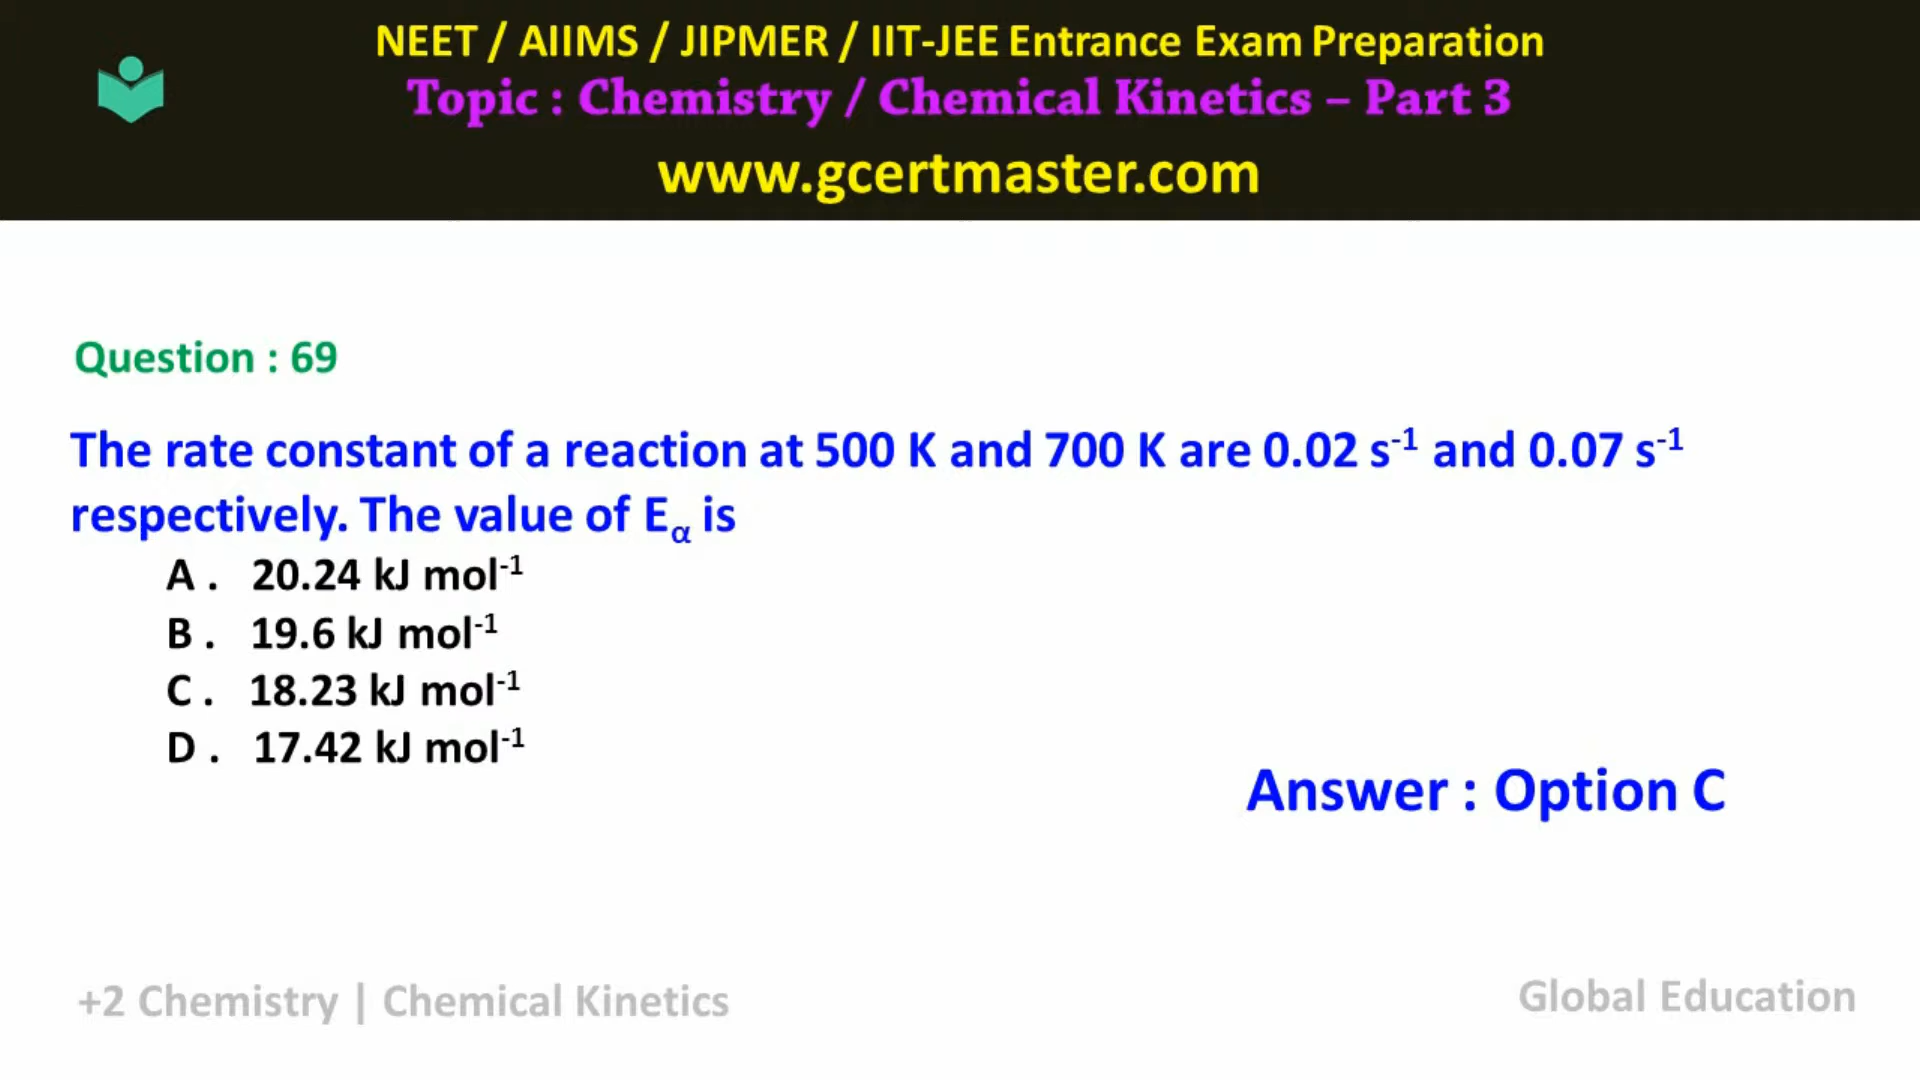 NEET / AIIMS / JIPMER / IIT-JEE Entrance Exam Preparation
Topic : Chemistry / Chemical Kinetics – Part 3
www.gcertmaster.com
Question : 69
The rate constant of a reaction at 500 K and 700 K are 0.02 s⁻¹ and 0.07 s⁻¹
respectively. The value of Eα is
A . 20.24 kJ mol⁻¹
B . 19.6 kJ mol⁻¹
C . 18.23 kJ mol⁻¹
D . 17.42 kJ mol⁻¹
Answer : Option C
+2 Chemistry | Chemical Kinetics
Global Education